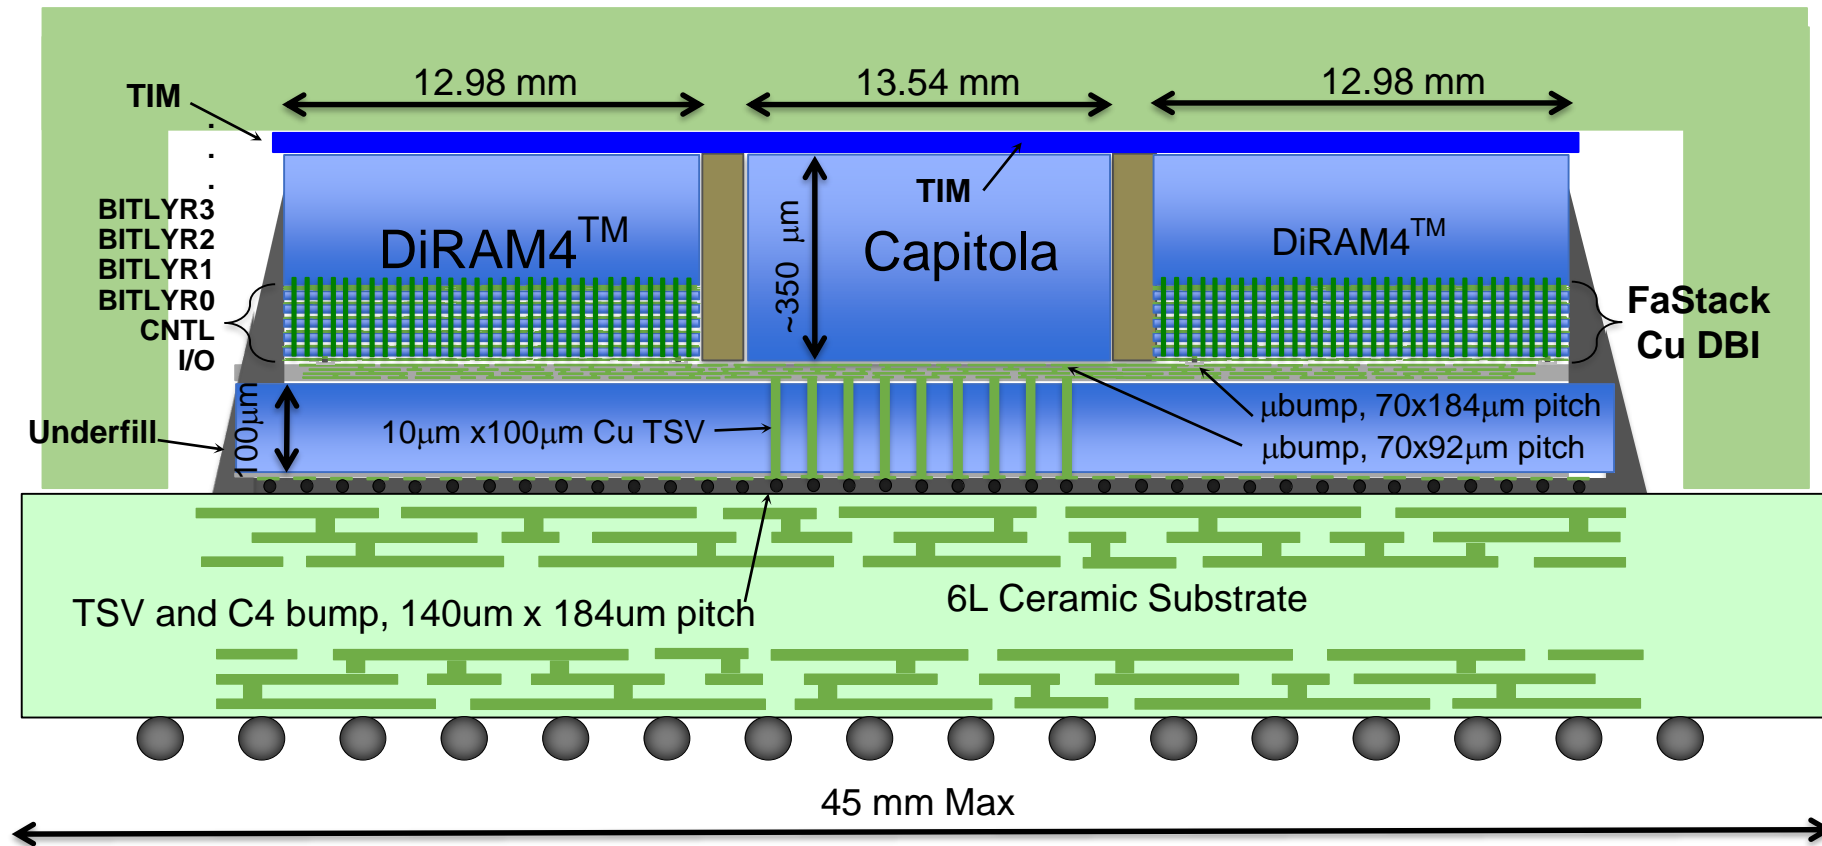 12.98 mm
13.54 mm
12.98 mm
TIM
.
.
.
BITLYR3
BITLYR2
BITLYR1
BITLYR0
CNTL
I/O
DiRAM4™
~350 μm
TIM
Capitola
DiRAM4™
FaStack
Cu DBI
Underfill
100μm
10μm x100μm Cu TSV
μbump, 70x184μm pitch
μbump, 70x92μm pitch
TSV and C4 bump, 140um x 184um pitch
6L Ceramic Substrate
45 mm Max